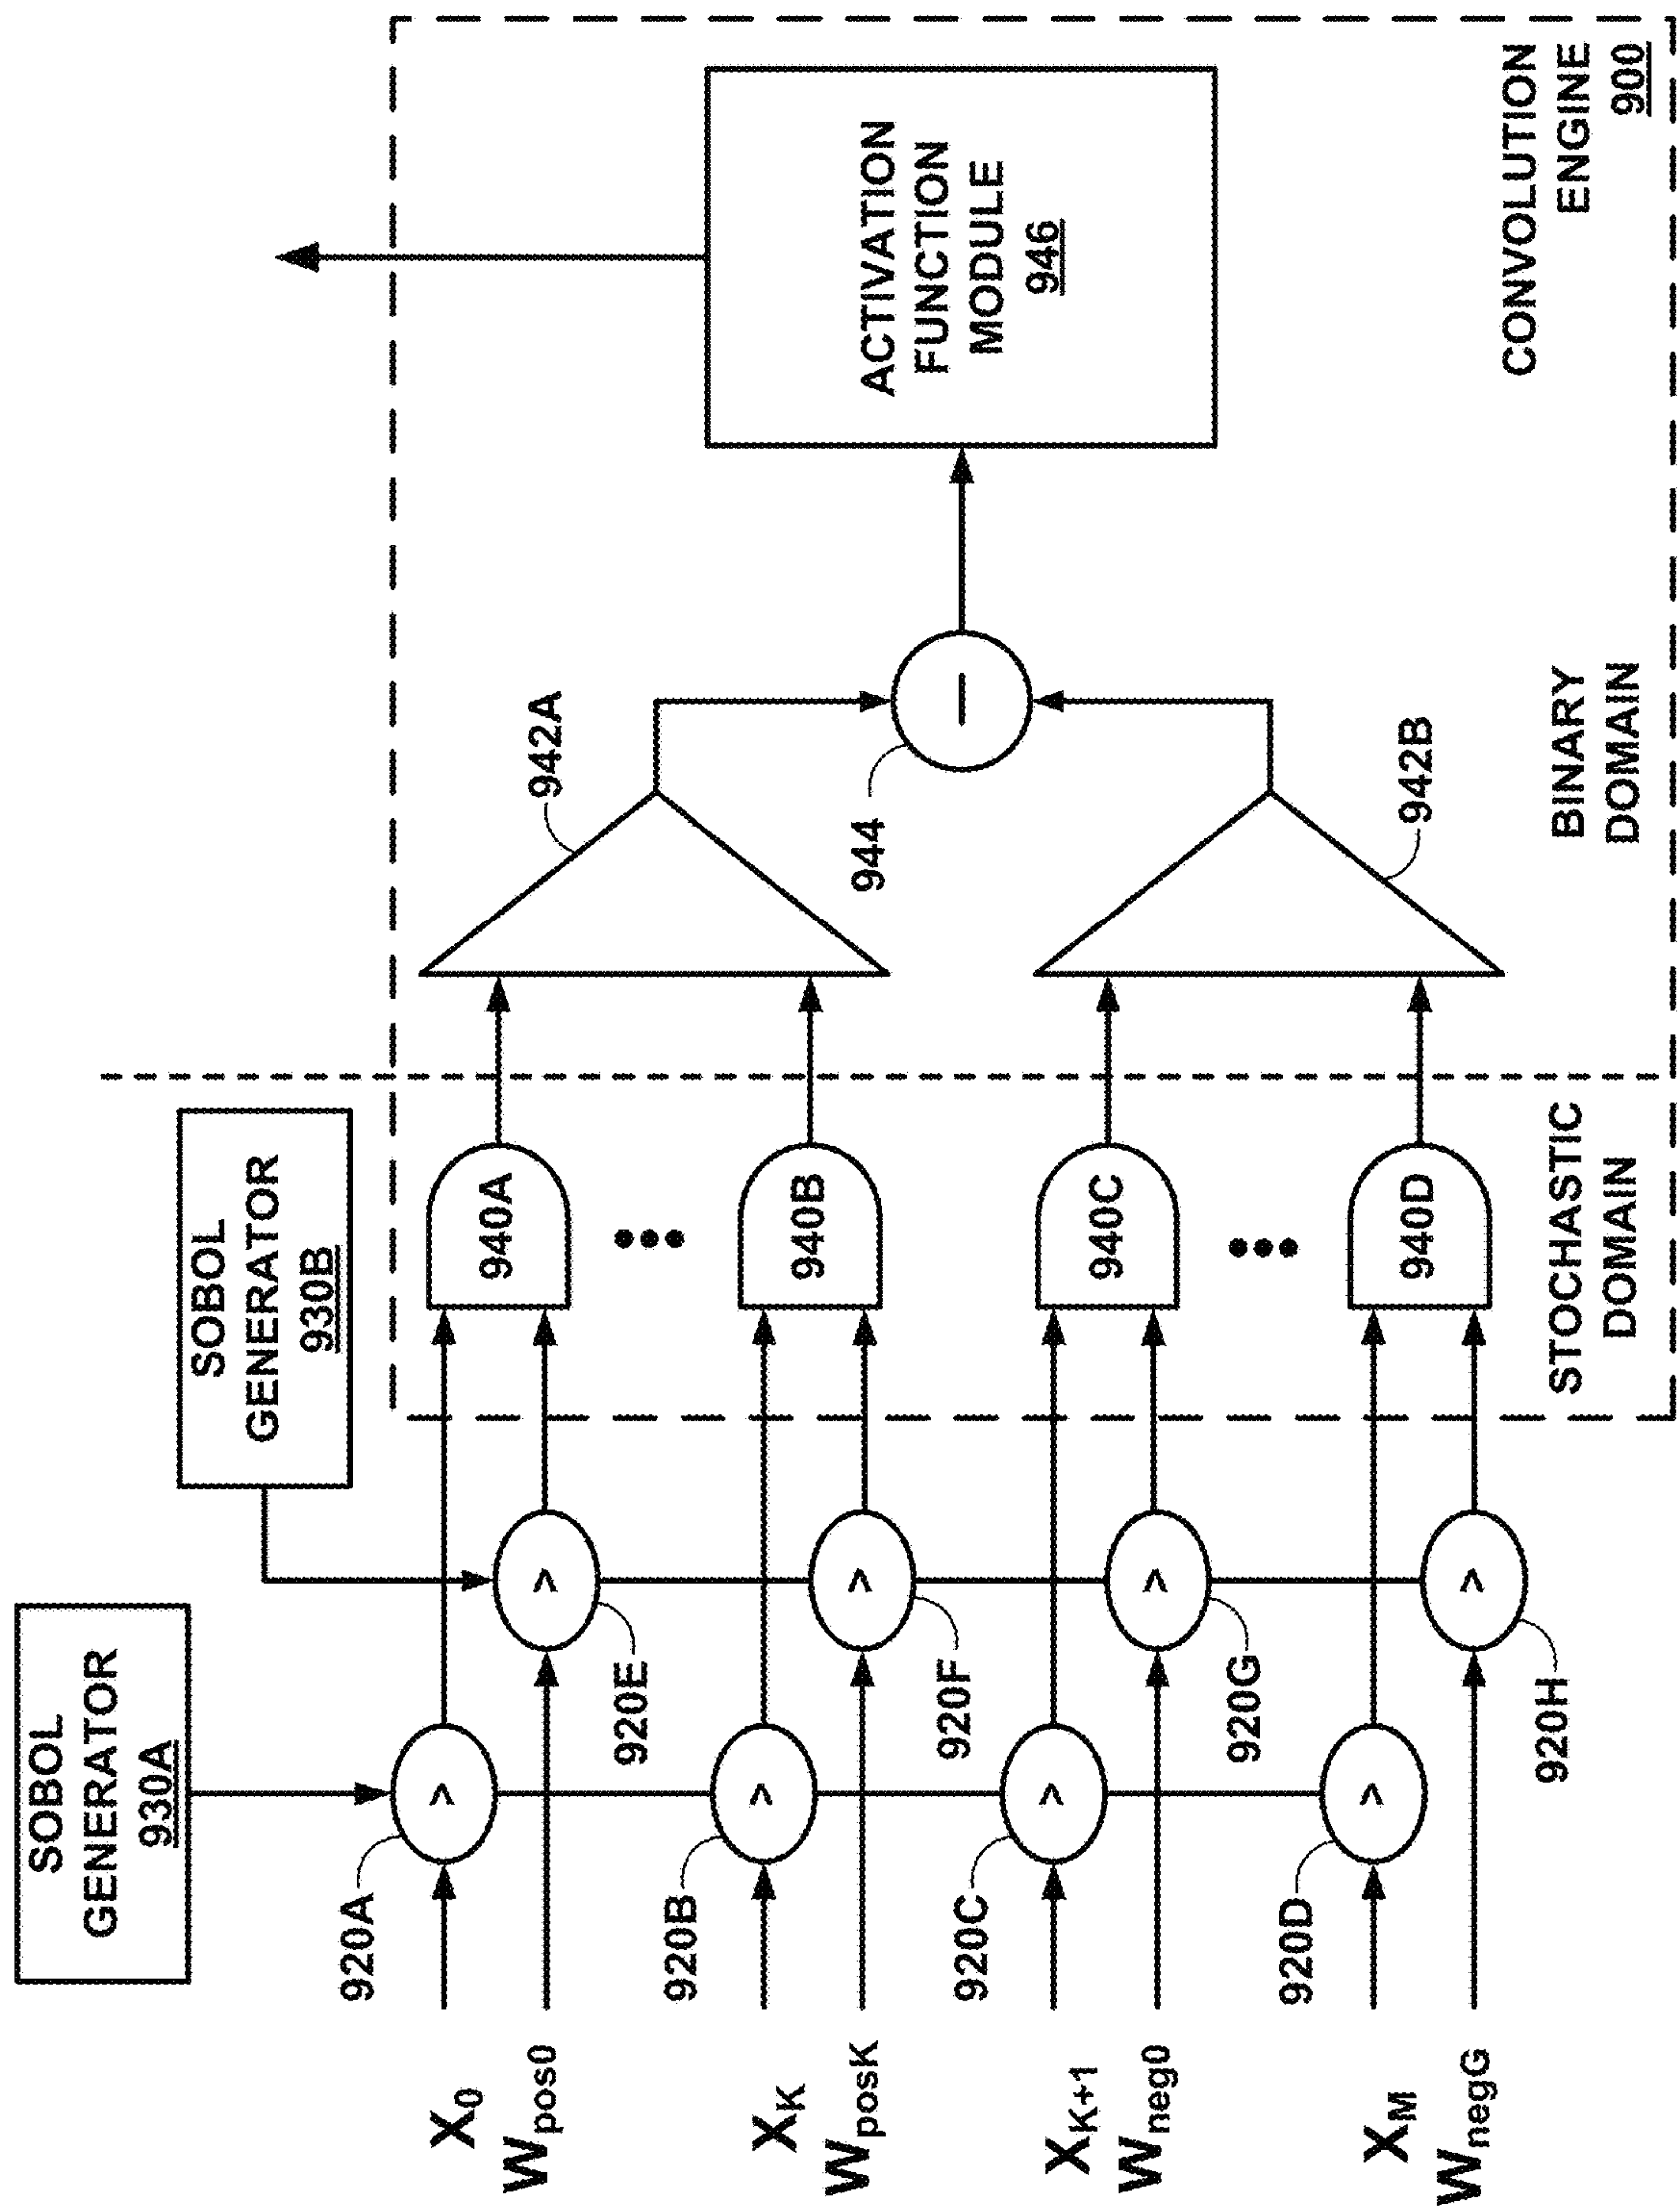 SOBOL
GENERATOR
930A
SOBOL
GENERATOR
930B
920A
X0
Wpos0
>
>
940A
942A
920E
920B
XK
WposK
>
>
940B
944
−
920F
ACTIVATION
FUNCTION
MODULE
946
920C
XK+1
Wneg0
>
>
940C
920G
920D
XM
WnegG
>
>
940D
942B
920H
STOCHASTIC
DOMAIN
BINARY
DOMAIN
CONVOLUTION
ENGINE
900